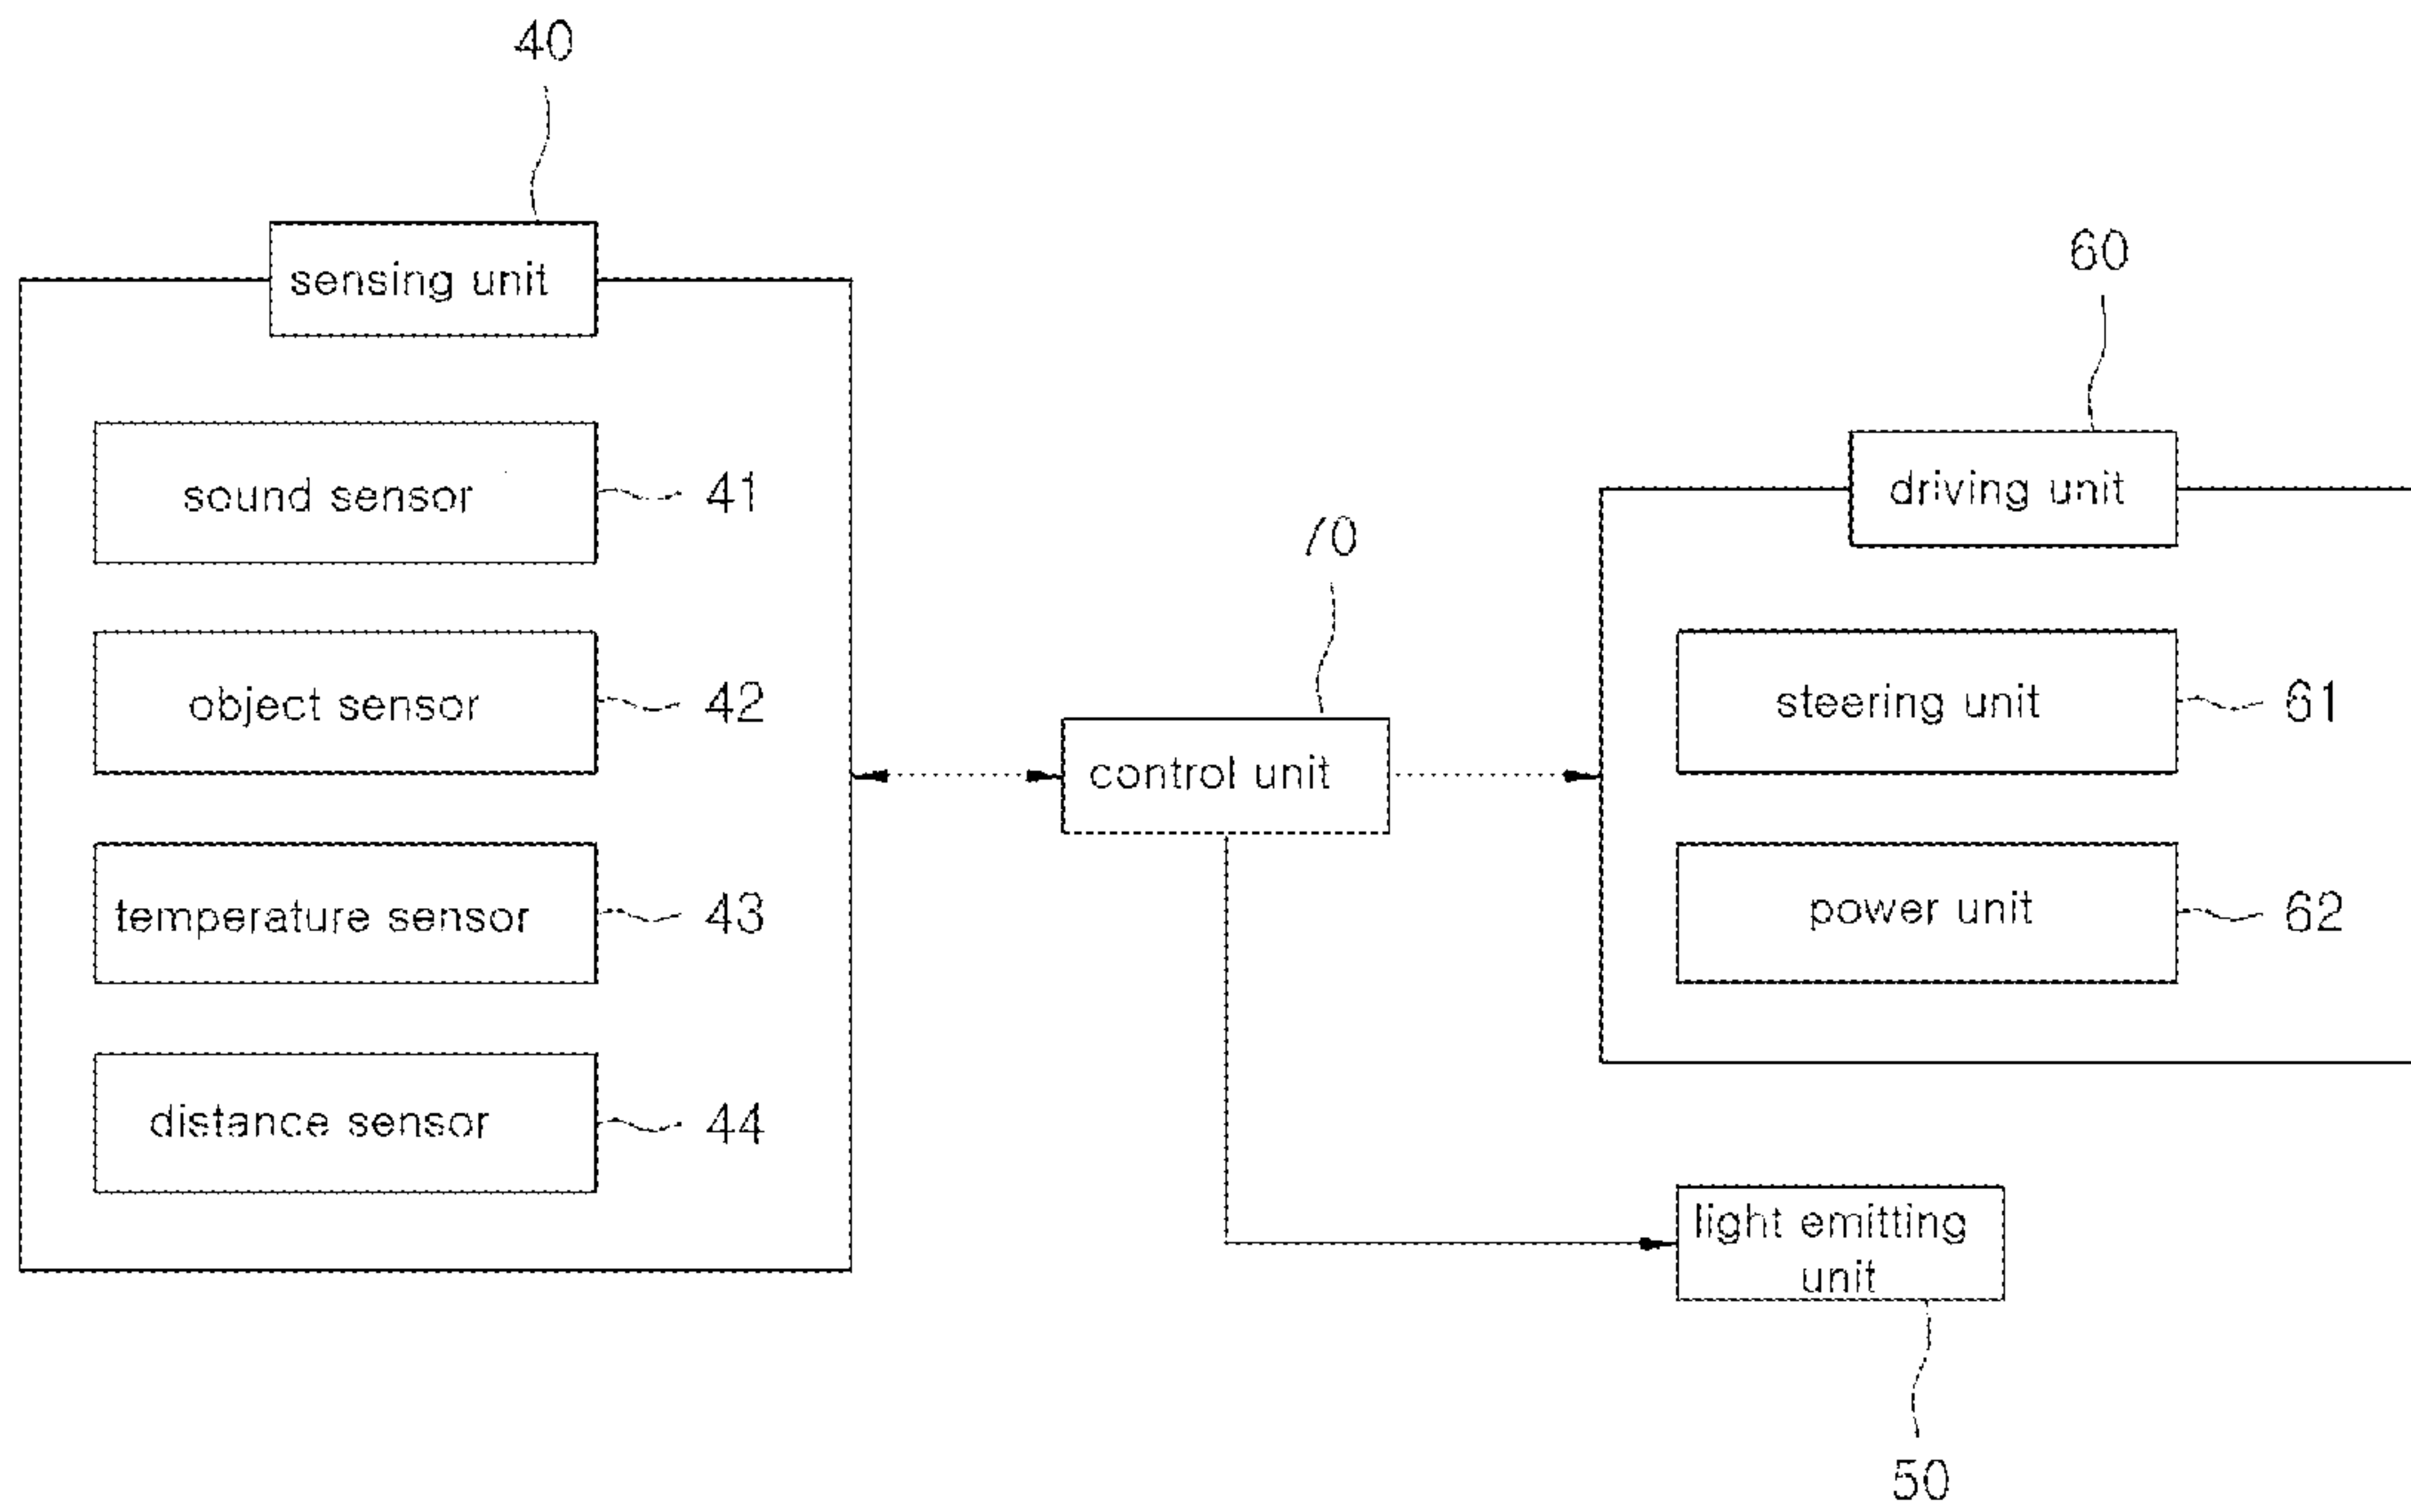 40
sensing unit
sound sensor
41
object sensor
42
temperature sensor
43
distance sensor
44
70
control unit
60
driving unit
steering unit
61
power unit
62
light emitting
unit
50